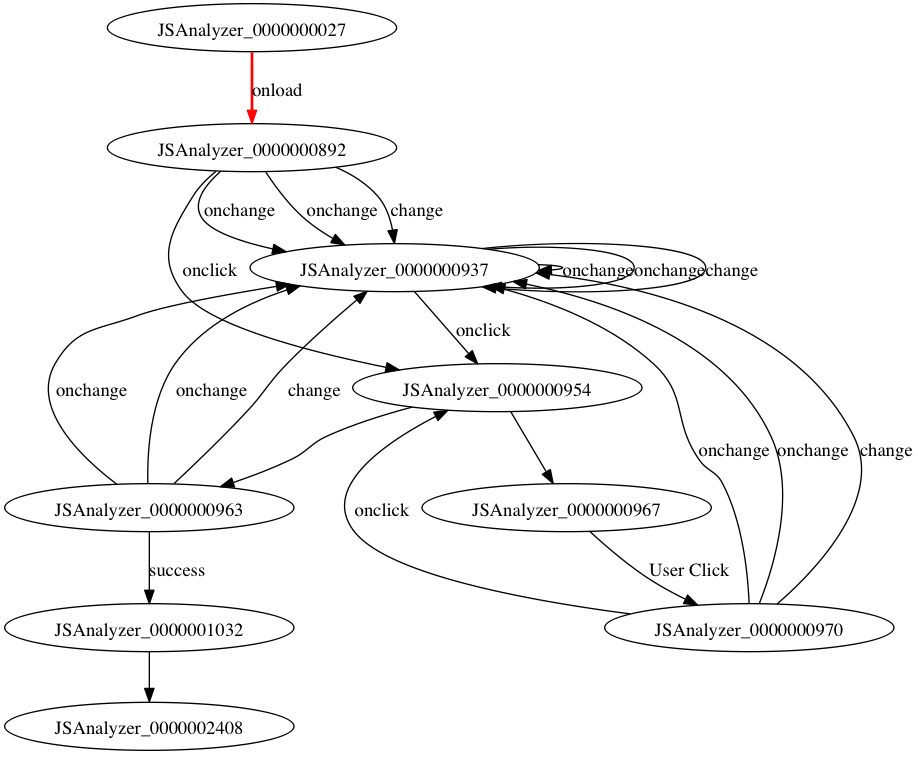 JSAnalyzer_0000000027
onload
JSAnalyzer_0000000892
onchange
onchange
change
onclick
JSAnalyzer_0000000937
onchange
onchange
change
onclick
onchange
onchange
change
JSAnalyzer_0000000954
onchange
onchange
change
JSAnalyzer_0000000963
onclick
JSAnalyzer_0000000967
success
User Click
JSAnalyzer_0000001032
JSAnalyzer_0000000970
JSAnalyzer_0000002408